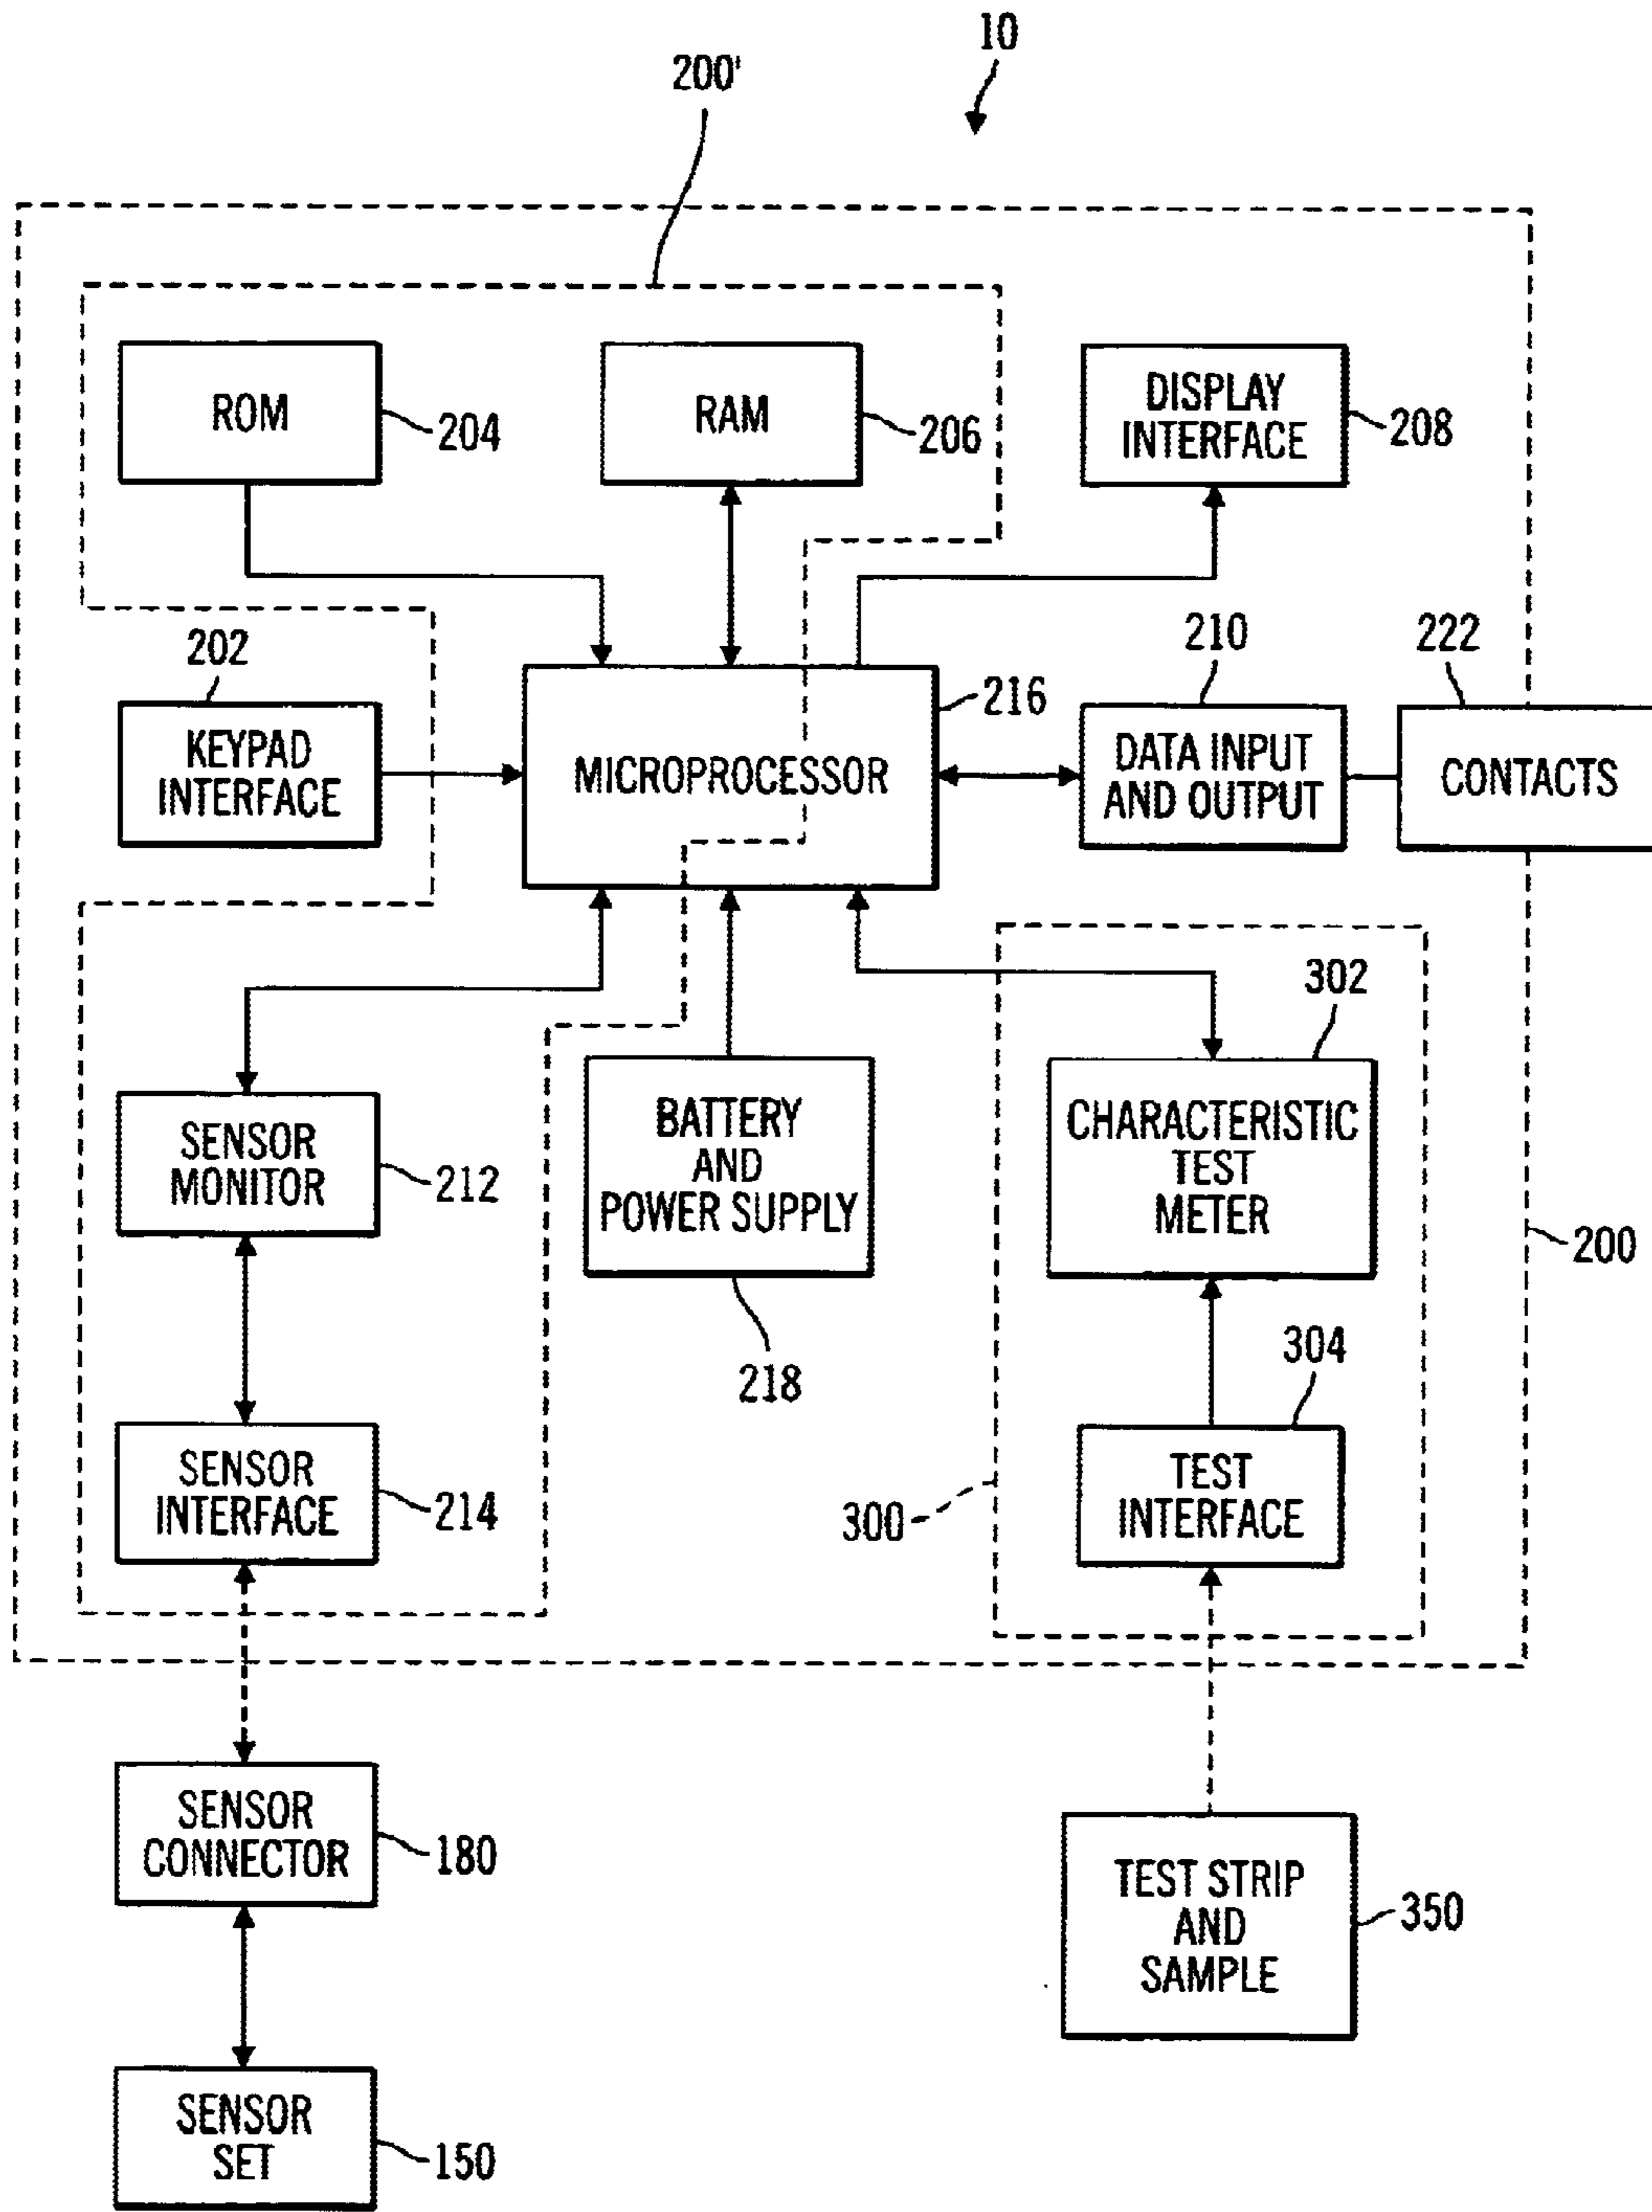 10
200'
ROM
204
RAM
206
DISPLAY
INTERFACE
208
202
KEYPAD
INTERFACE
MICROPROCESSOR
216
210
DATA INPUT
AND OUTPUT
222
CONTACTS
302
CHARACTERISTIC
TEST
METER
SENSOR
MONITOR
212
BATTERY
AND
POWER SUPPLY
218
200
304
TEST
INTERFACE
300
SENSOR
INTERFACE
214
SENSOR
CONNECTOR
180
TEST STRIP
AND
SAMPLE
350
SENSOR
SET
150